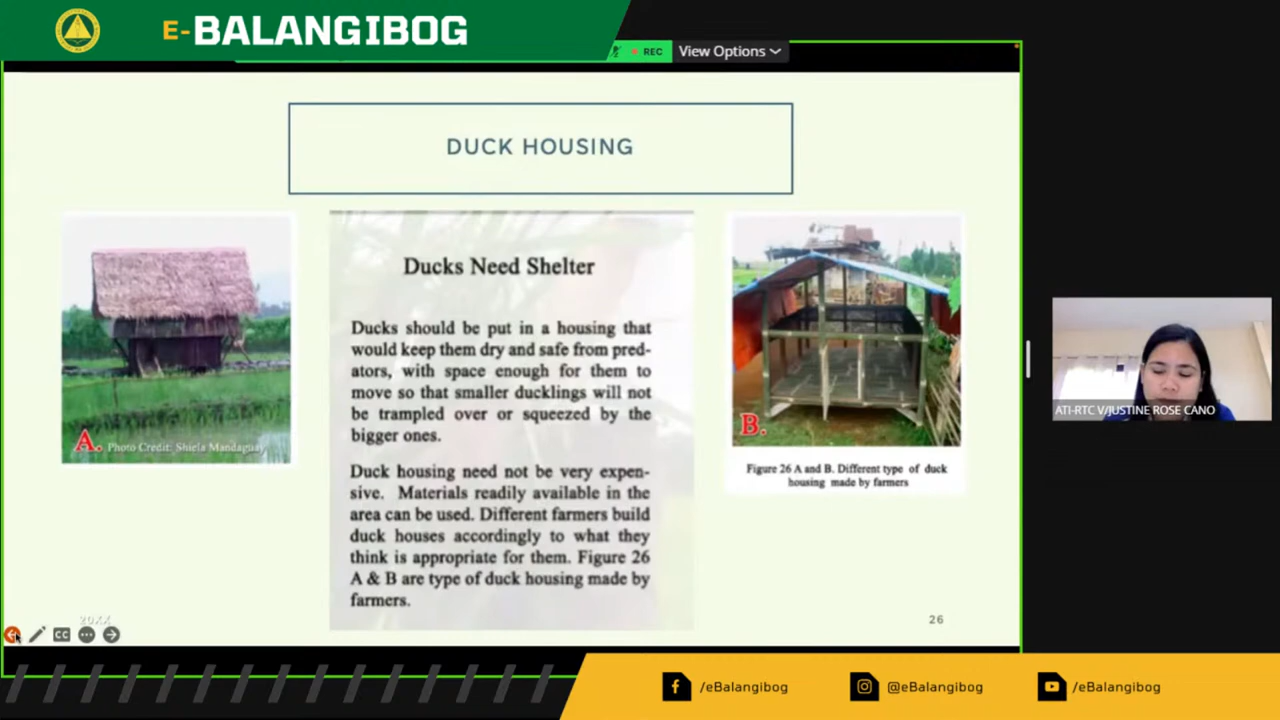 E-BALANGIBOG
REC View Options
DUCK HOUSING
A. Photo Credit: Shiela Mandaguay
Ducks Need Shelter
Ducks should be put in a housing that
would keep them dry and safe from pred-
ators, with space enough for them to
move so that smaller ducklings will not
be trampled over or squeezed by the
bigger ones.
Duck housing need not be very expen-
sive. Materials readily available in the
area can be used. Different farmers build
duck houses accordingly to what they
think is appropriate for them. Figure 26
A & B are type of duck housing made by
farmers.
B.
Figure 26 A and B. Different type of duck
housing made by farmers
ATI-RTC V/JUSTINE ROSE CANO
20XX
26
CC
/eBalangibog
@eBalangibog
/eBalangibog